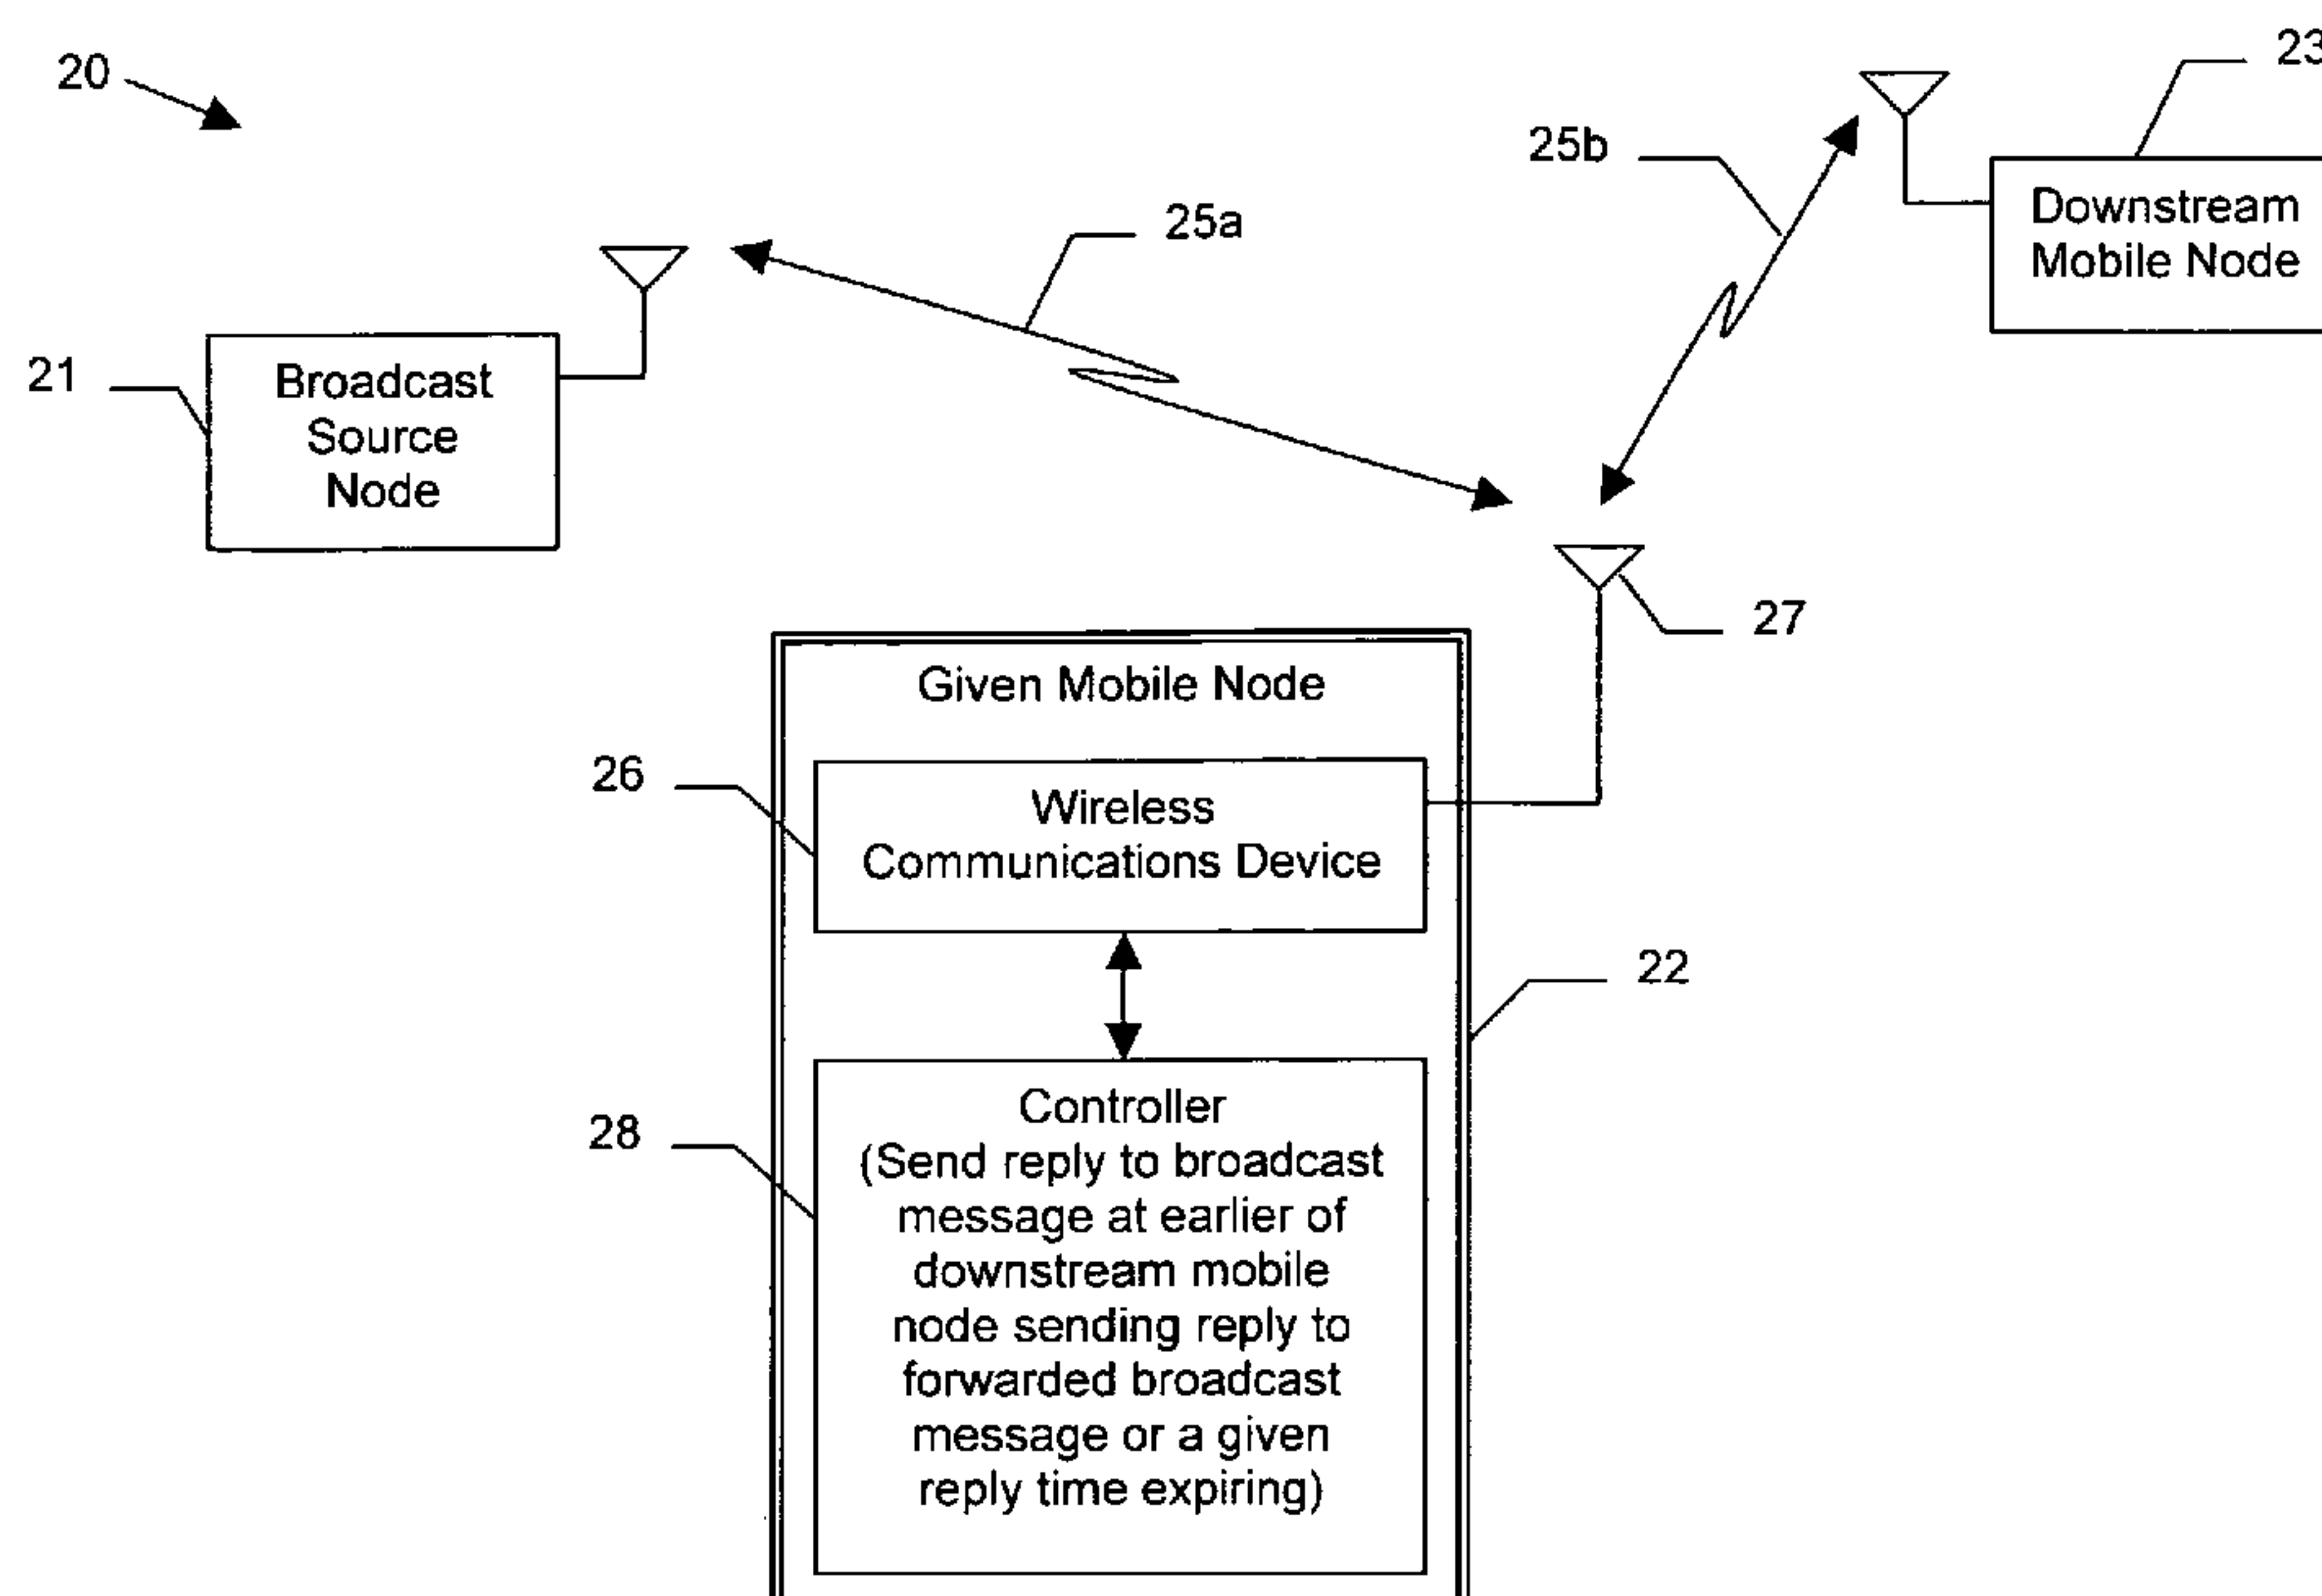 20
23
25b
Downstream
Mobile Node
25a
21
Broadcast
Source
Node
27
Given Mobile Node
26
Wireless
Communications Device
22
28
Controller
(Send reply to broadcast
message at earlier of
downstream mobile
node sending reply to
forwarded broadcast
message or a given
reply time expiring)